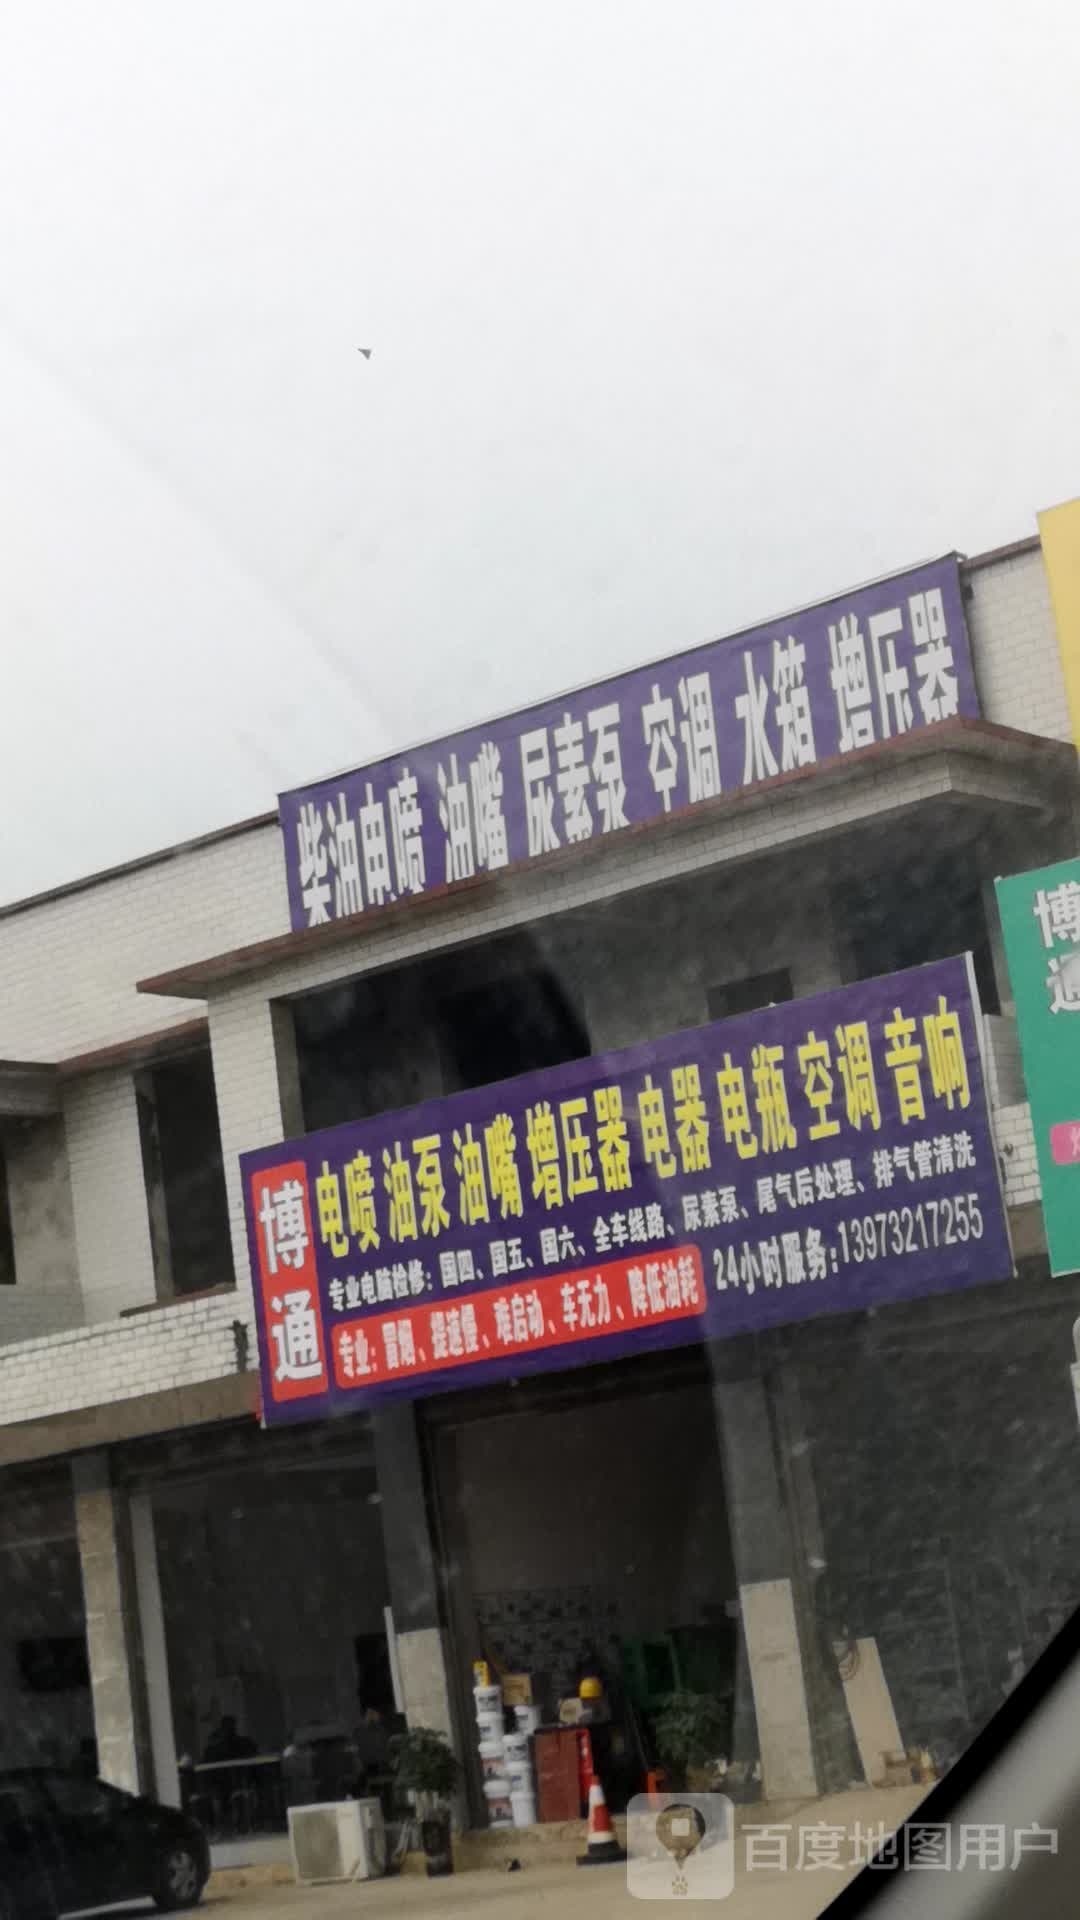 柴油电喷 油嘴 尿素泵 空调 水箱 增压器
博通
电喷 油泵 油嘴 增压器 电器 电瓶 空调 音响
专业电脑检修：国四、国五、国六、全车线路、尿素泵、尾气后处理、排气管清洗
专业：冒烟、提速慢、难启动、车无力、降低油耗
24小时服务：13973217255
博
通
百度地图用户